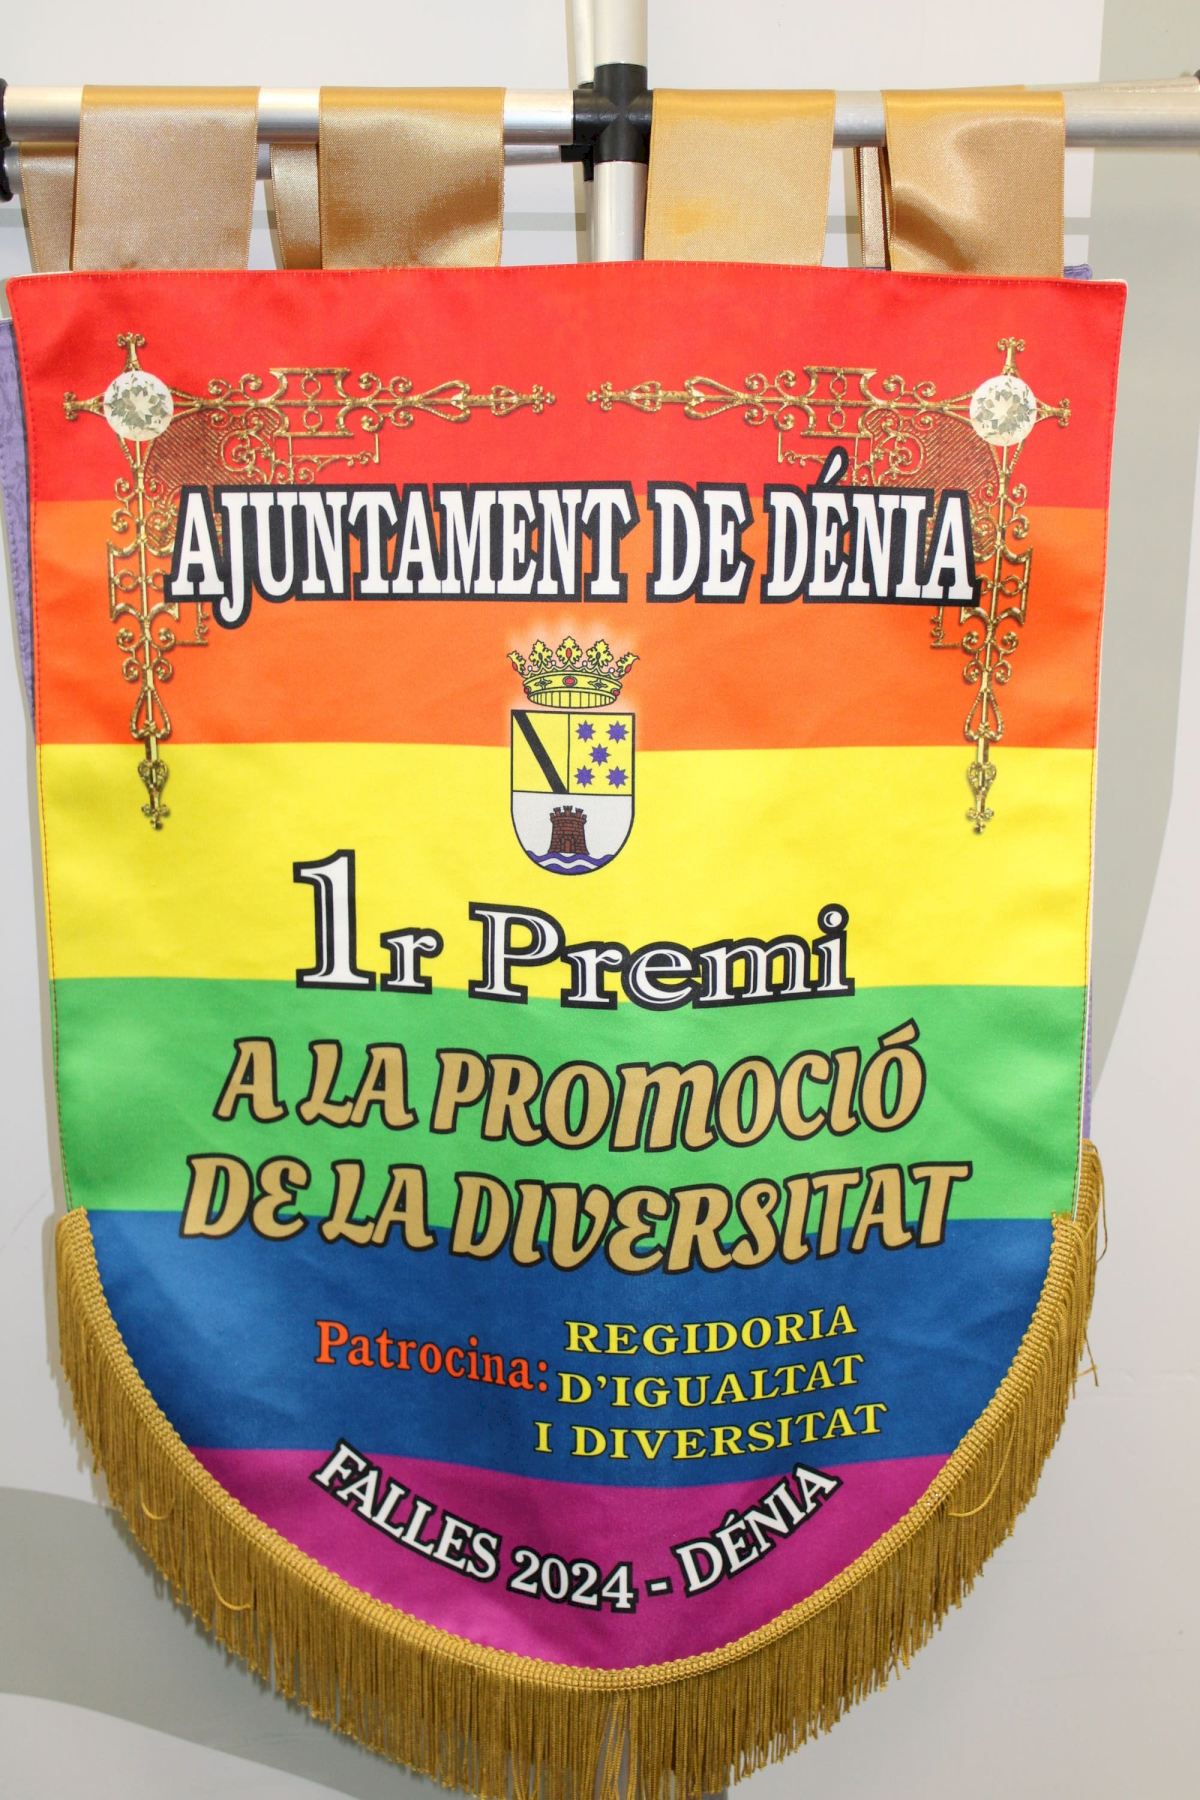 AJUNTAMENT DE DÉNIA
1r Premi
A LA PROMOCIÓ
DE LA DIVERSITAT
Patrocina: REGIDORIA
D'IGUALTAT
I DIVERSITAT
FALLES 2024 - DÉNIA